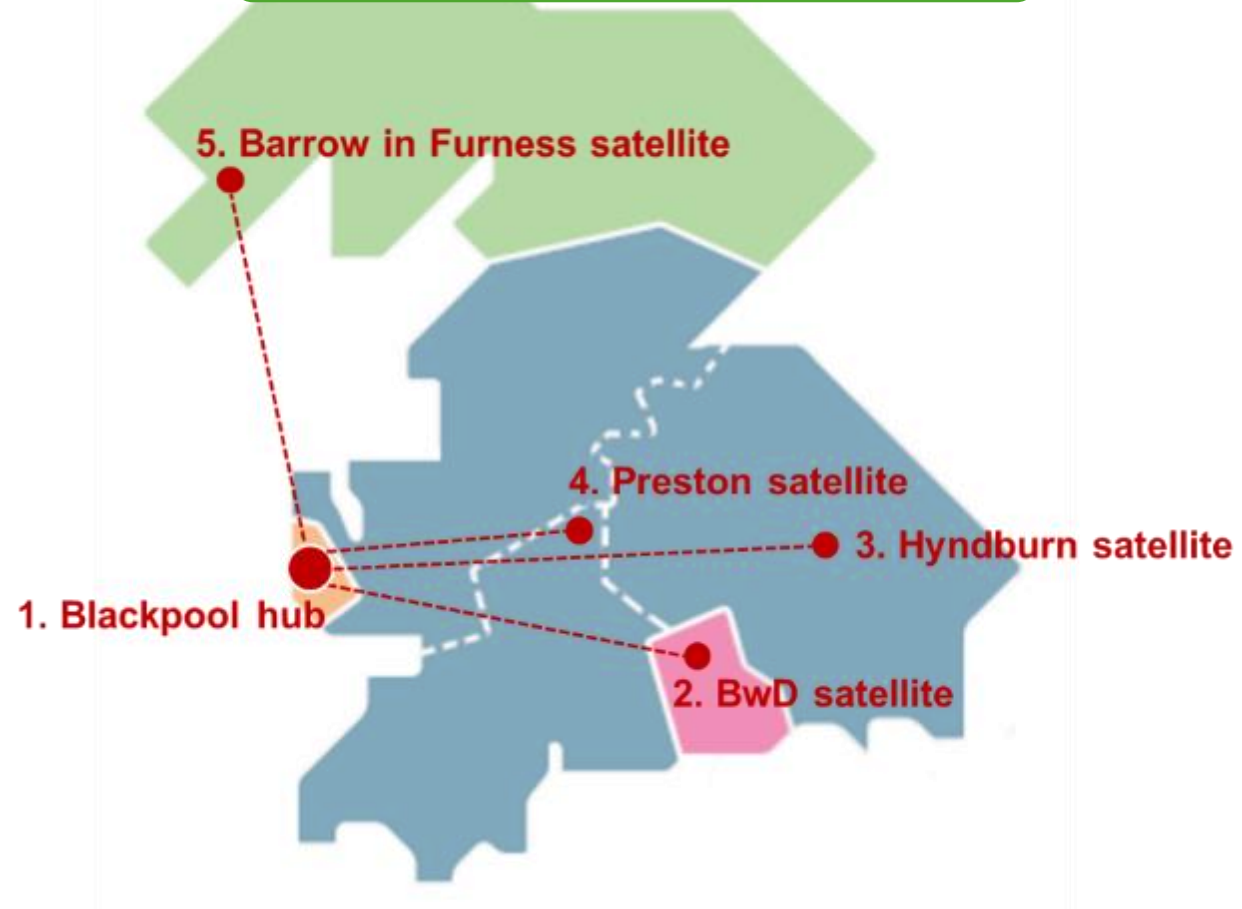 5. Barrow in Furness satellite
4. Preston satellite
3. Hyndburn satellite
1. Blackpool hub
2. BwD satellite